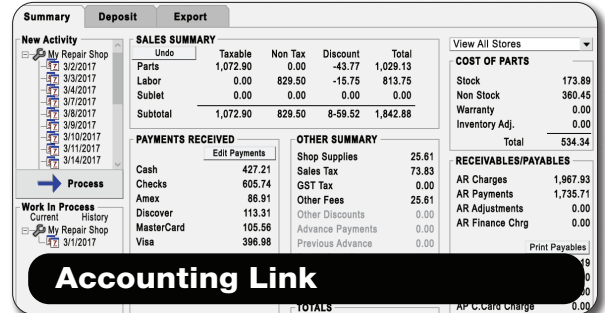 Summary Deposit Export
New Activity
My Repair Shop
3/2/2017
3/3/2017
3/4/2017
3/7/2017
3/8/2017
3/9/2017
3/10/2017
3/11/2017
3/14/2017
Process
Work In Process
Current History
My Repair Shop
3/1/2017
SALES SUMMARY
Undo Taxable Non Tax Discount Total
Parts 1,072.90 0.00 -43.77 1,029.13
Labor 0.00 829.50 -15.75 813.75
Sublet 0.00 0.00 0.00 0.00
Subtotal 1,072.90 829.50 8-59.52 1,842.88
PAYMENTS RECEIVED
Edit Payments
Cash 427.21
Checks 605.74
Amex 86.91
Discover 113.31
MasterCard 105.56
Visa 396.98
OTHER SUMMARY
Shop Supplies 25.61
Sales Tax 73.83
GST Tax 0.00
Other Fees 25.61
Other Discounts 0.00
Advance Payments 0.00
Previous Advance 0.00
TOTALS
View All Stores
COST OF PARTS
Stock 173.89
Non Stock 360.45
Warranty 0.00
Inventory Adj. 0.00
Total 534.34
RECEIVABLES/PAYABLES
AR Charges 1,967.93
AR Payments 1,735.71
AR Adjustments 0.00
AR Finance Chrg 0.00
Print Payables
AP C.Card Charge 0.00
Accounting Link